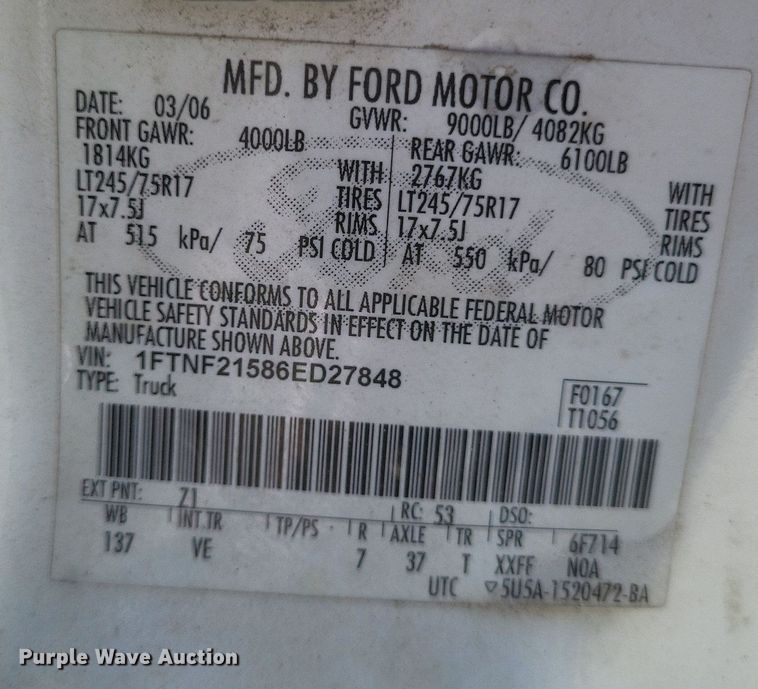 MFD. BY FORD MOTOR CO.
DATE: 03/06 GVWR: 9000LB/ 4082KG
FRONT GAWR: 4000LB REAR GAWR: 6100LB
1814KG WITH 2767KG WITH
LT245/75R17 TIRES LT245/75R17 TIRES
17x7.5J RIMS 17x7.5J RIMS
AT 515 kPa/ 75 PSI COLD AT 550 kPa/ 80 PSI COLD
THIS VEHICLE CONFORMS TO ALL APPLICABLE FEDERAL MOTOR
VEHICLE SAFETY STANDARDS IN EFFECT ON THE DATE OF
MANUFACTURE SHOWN ABOVE.
VIN: 1FTNF21586ED27848
TYPE: Truck
F0167
T1056
EXT PNT: Z1 RC: 53 DSO:
WB INT TR TP/PS R AXLE TR SPR 6F714
137 VE 7 37 T XXFF NOA
UTC ▽5U5A-1520472-BA
Purple Wave Auction